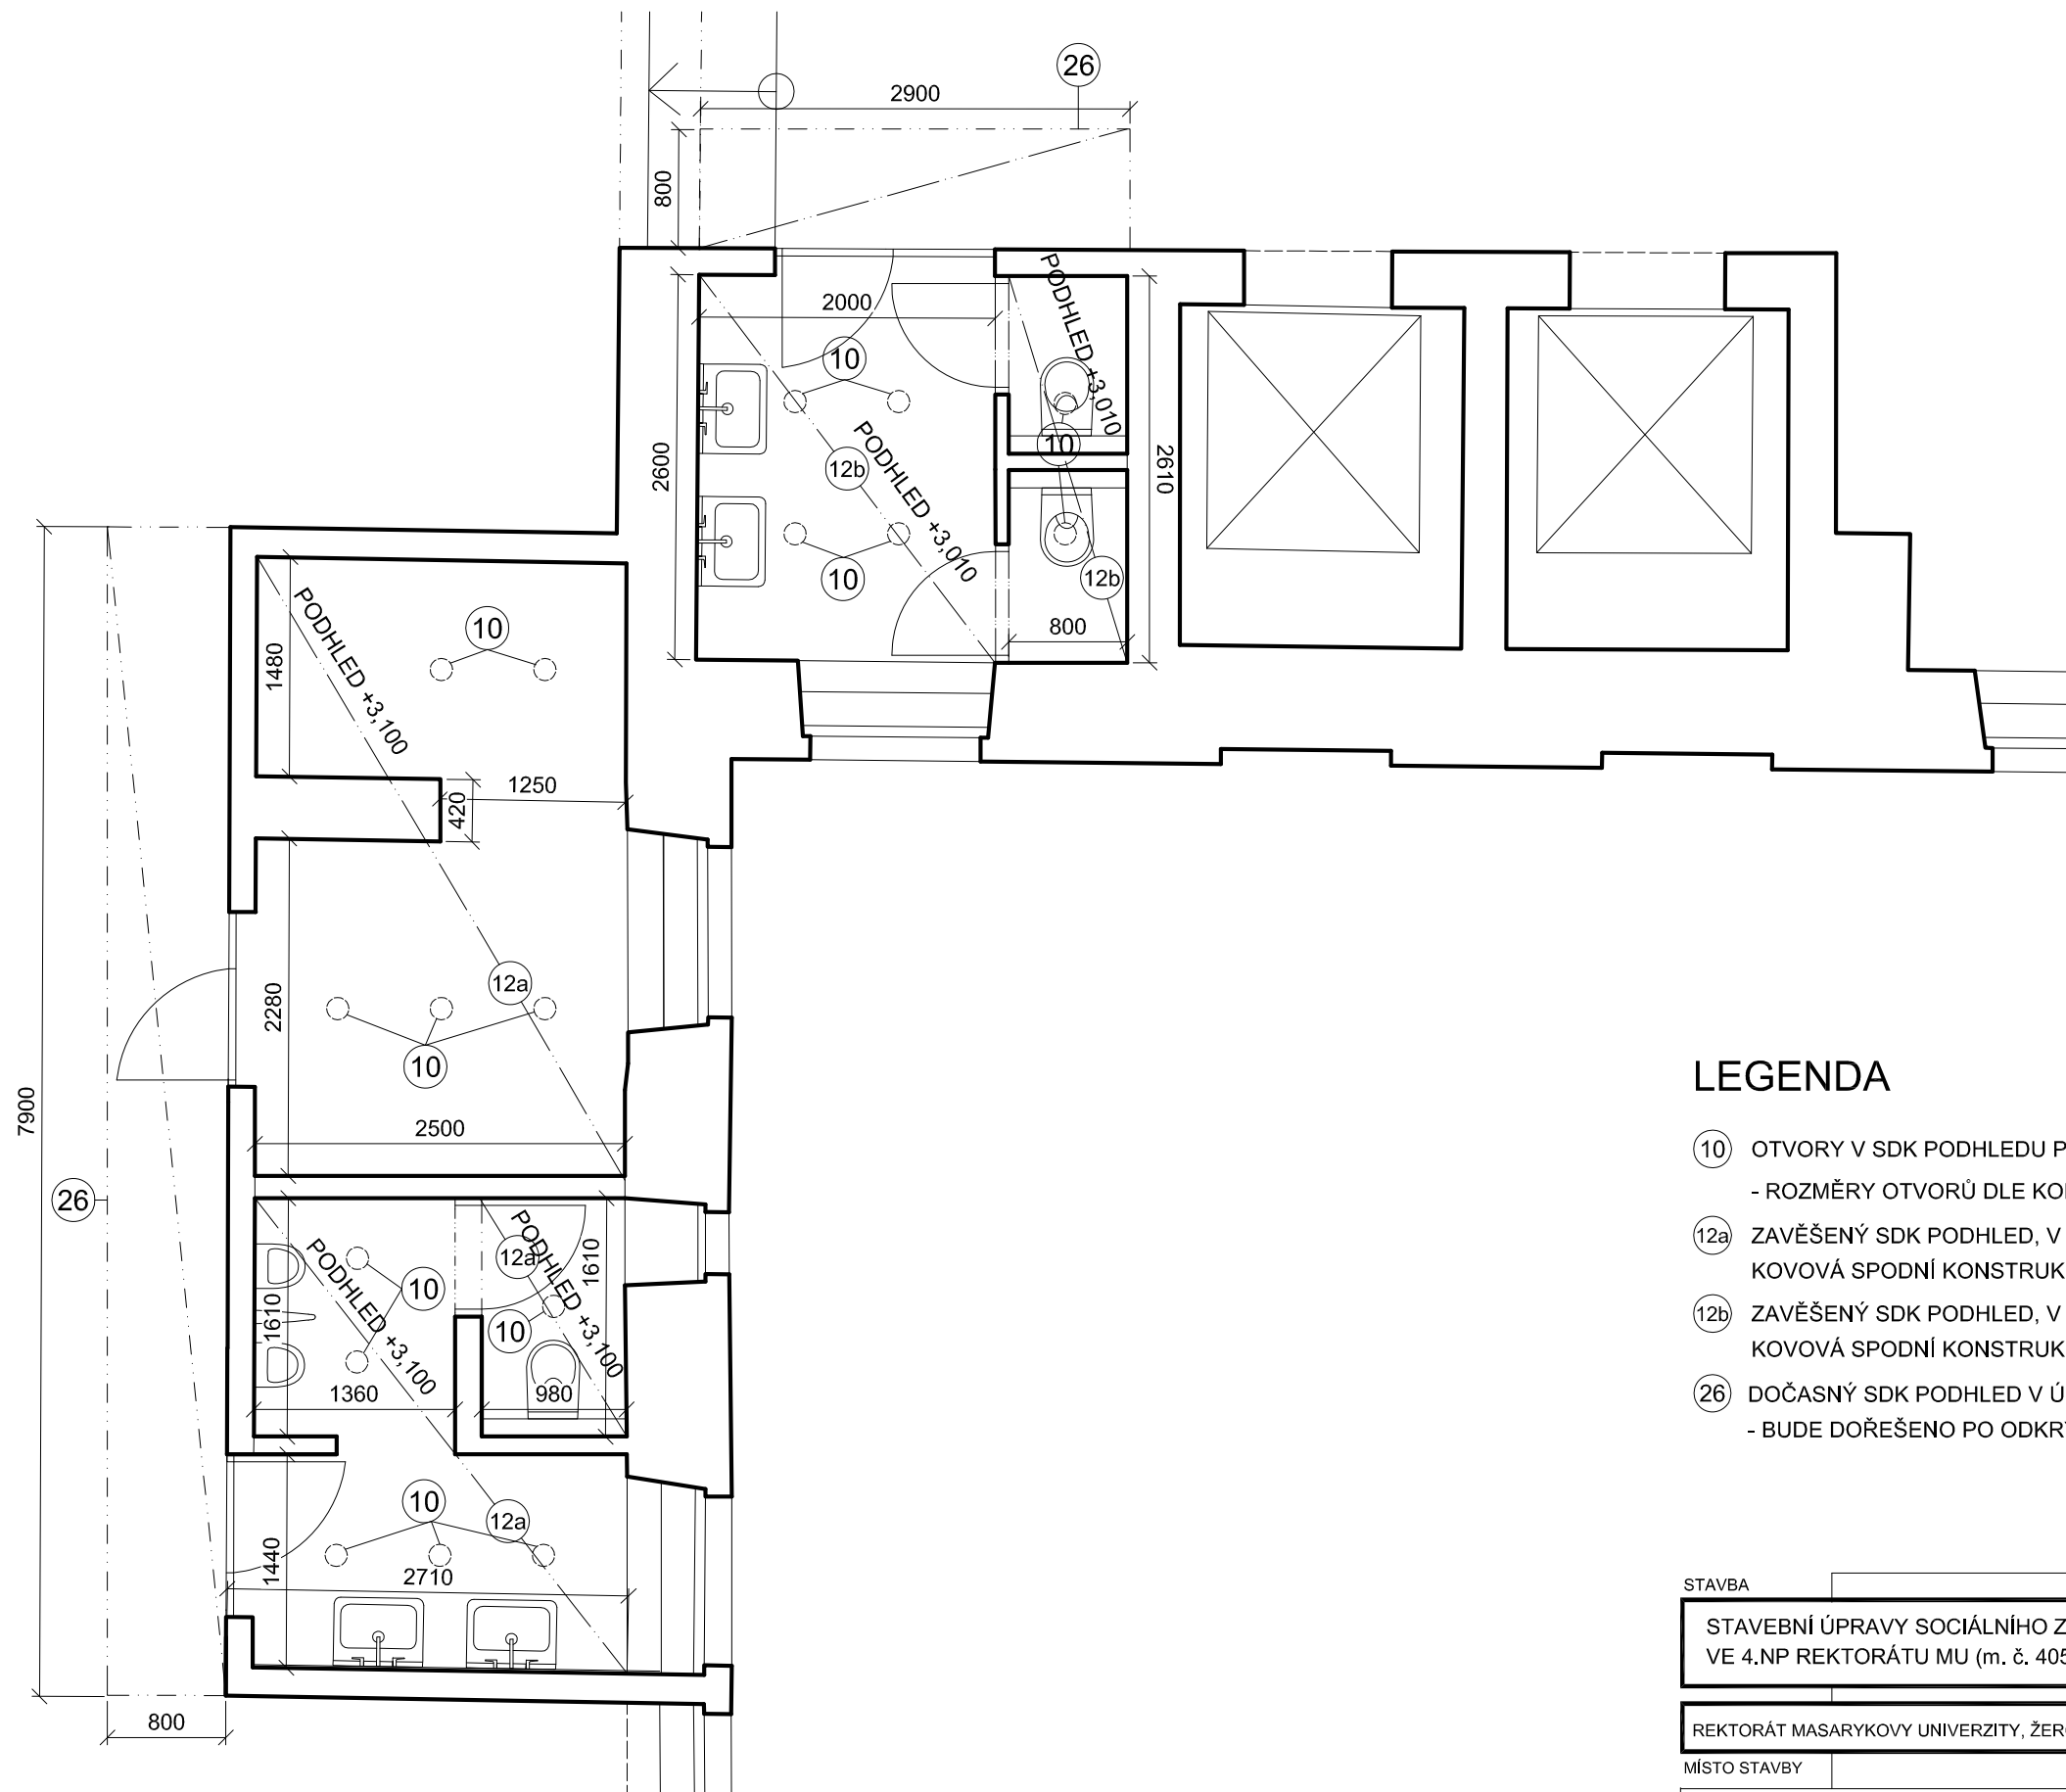 26
2900
800
2000
PODHLED +3,010
10
2600
12b
PODHLED +3,010
10
2610
10
12b
800
PODHLED +3,100
10
1480
1250
420
7900
12a
2280
10
2500
26
PODHLED +3,100
12a
PODHLED +3,100
1610
10
1610
10
1360
980
10
12a
1440
2710
800
LEGENDA
10 OTVORY V SDK PODHLEDU P
- ROZMĚRY OTVORŮ DLE KO
12a ZAVĚŠENÝ SDK PODHLED, V
KOVOVÁ SPODNÍ KONSTRUK
12b ZAVĚŠENÝ SDK PODHLED, V
KOVOVÁ SPODNÍ KONSTRUK
26 DOČASNÝ SDK PODHLED V Ú
- BUDE DOŘEŠENO PO ODKR
STAVBA
STAVEBNÍ ÚPRAVY SOCIÁLNÍHO Z
VE 4.NP REKTORÁTU MU (m. č. 405
REKTORÁT MASARYKOVY UNIVERZITY, ŽER
MÍSTO STAVBY